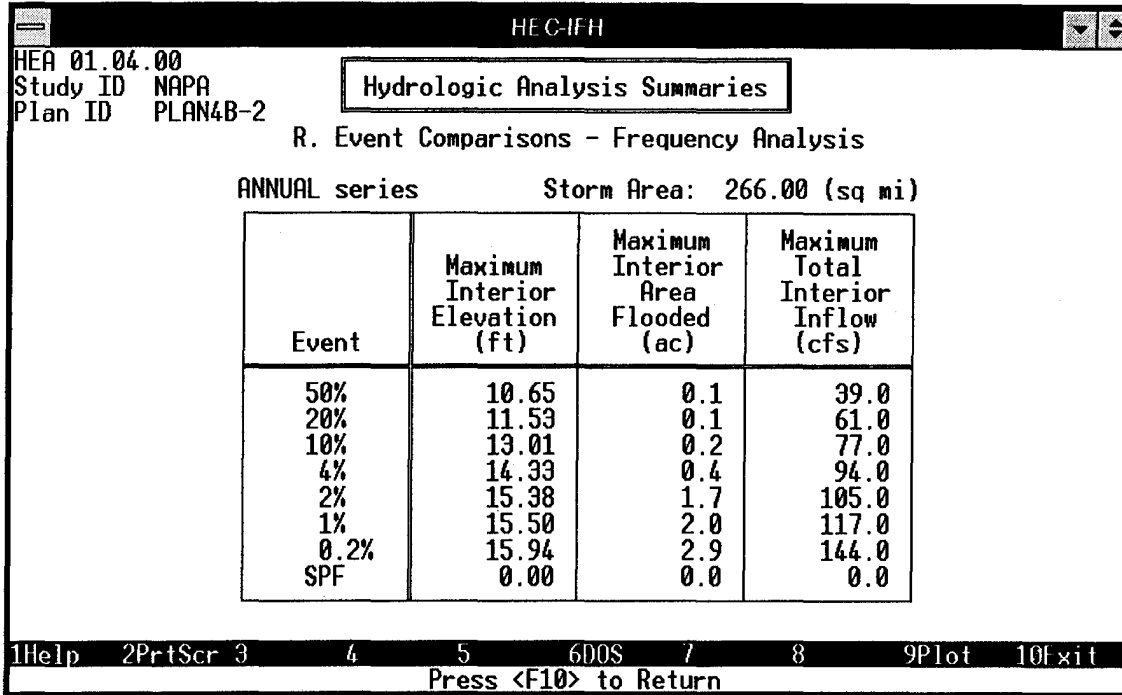 HEC-IFH
HEA 01.04.00
Study ID NAPA
Plan ID PLAN4B-2
Hydrologic Analysis Summaries
R. Event Comparisons - Frequency Analysis
ANNUAL series Storm Area: 266.00 (sq mi)
Event Maximum Interior Elevation (ft) Maximum Interior Area Flooded (ac) Maximum Total Interior Inflow (cfs)
50% 10.65 0.1 39.0
20% 11.53 0.1 61.0
10% 13.01 0.2 77.0
4% 14.33 0.4 94.0
2% 15.38 1.7 105.0
1% 15.50 2.0 117.0
0.2% 15.94 2.9 144.0
SPF 0.00 0.0 0.0
1Help 2PrtScr 3 4 5 6DOS 7 8 9Plot 10Exit
Press <F10> to Return